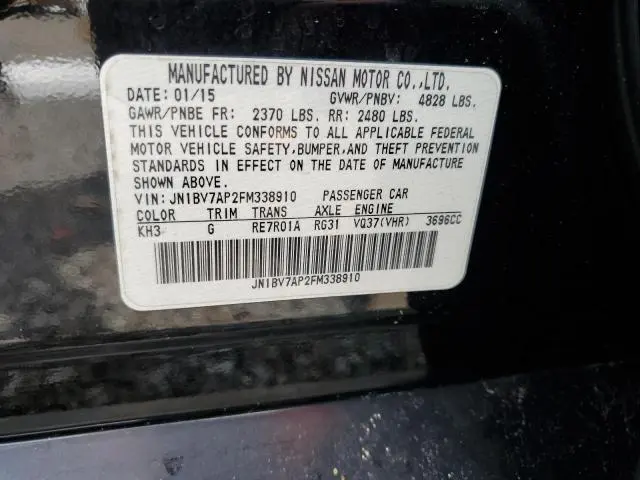 MANUFACTURED BY NISSAN MOTOR CO.,LTD.
DATE: 01/15 GVWR/PNBV: 4828 LBS.
GAWR/PNBE FR: 2370 LBS. RR: 2480 LBS.
THIS VEHICLE CONFORMS TO ALL APPLICABLE FEDERAL
MOTOR VEHICLE SAFETY,BUMPER,AND THEFT PREVENTION
STANDARDS IN EFFECT ON THE DATE OF MANUFACTURE
SHOWN ABOVE.
VIN: JN1BV7AP2FM338910 PASSENGER CAR
COLOR TRIM TRANS AXLE ENGINE
KH3 G RE7R01A RG31 VQ37(VHR) 3696CC
JN1BV7AP2FM338910